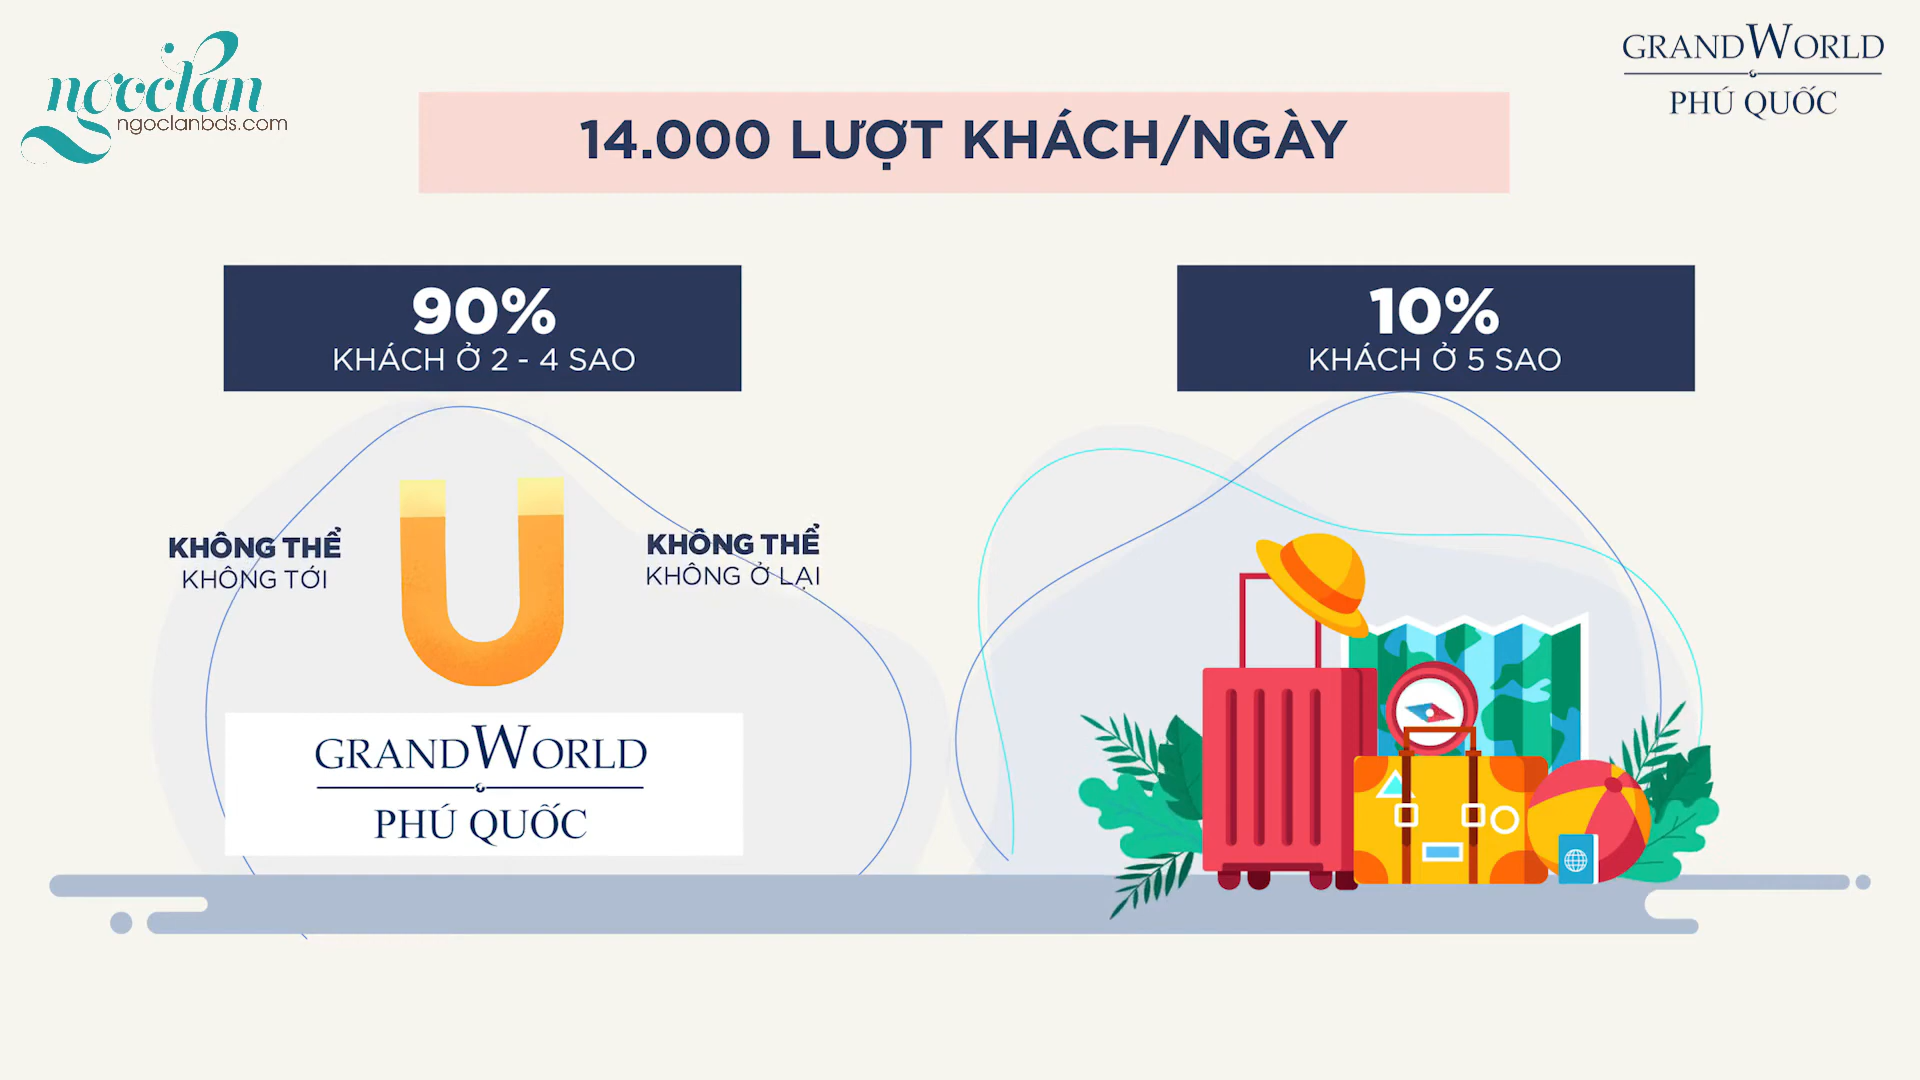 ngọclan
ngoclanbds.com
GRANDWORLD
PHÚ QUỐC
14.000 LƯỢT KHÁCH/NGÀY
90%
KHÁCH Ở 2 - 4 SAO
10%
KHÁCH Ở 5 SAO
KHÔNG THỂ
KHÔNG TỚI
KHÔNG THỂ
KHÔNG Ở LẠI
GRANDWORLD
PHÚ QUỐC